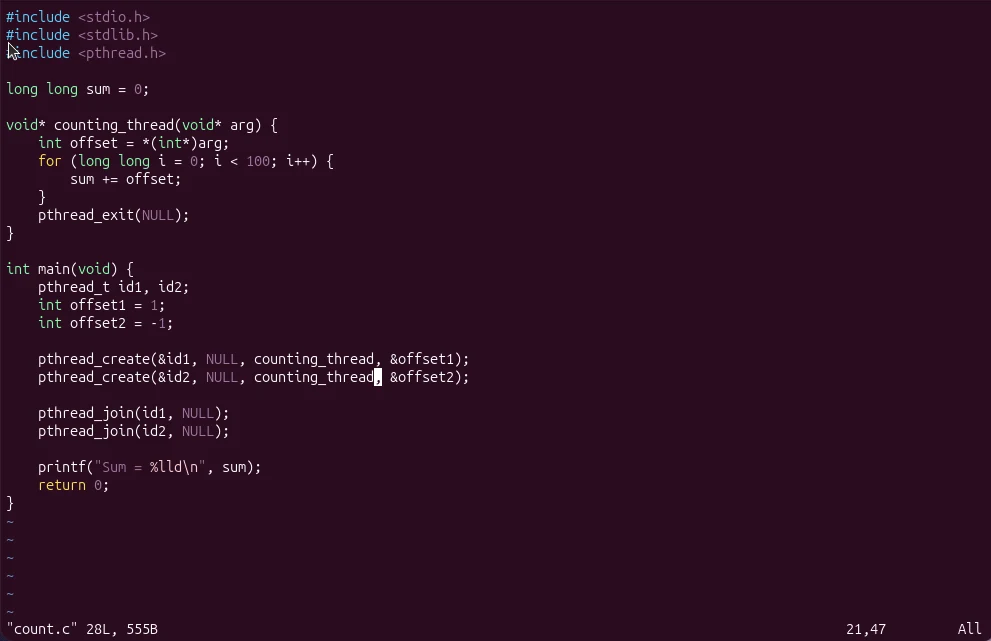 #include <stdio.h>
#include <stdlib.h>
#include <pthread.h>

long long sum = 0;

void* counting_thread(void* arg) {
    int offset = *(int*)arg;
    for (long long i = 0; i < 100; i++) {
        sum += offset;
    }
    pthread_exit(NULL);
}

int main(void) {
    pthread_t id1, id2;
    int offset1 = 1;
    int offset2 = -1;

    pthread_create(&id1, NULL, counting_thread, &offset1);
    pthread_create(&id2, NULL, counting_thread, &offset2);

    pthread_join(id1, NULL);
    pthread_join(id2, NULL);

    printf("Sum = %lld\n", sum);
    return 0;
}
~
~
~
~
~
~
"count.c" 28L, 555B 21,47 All